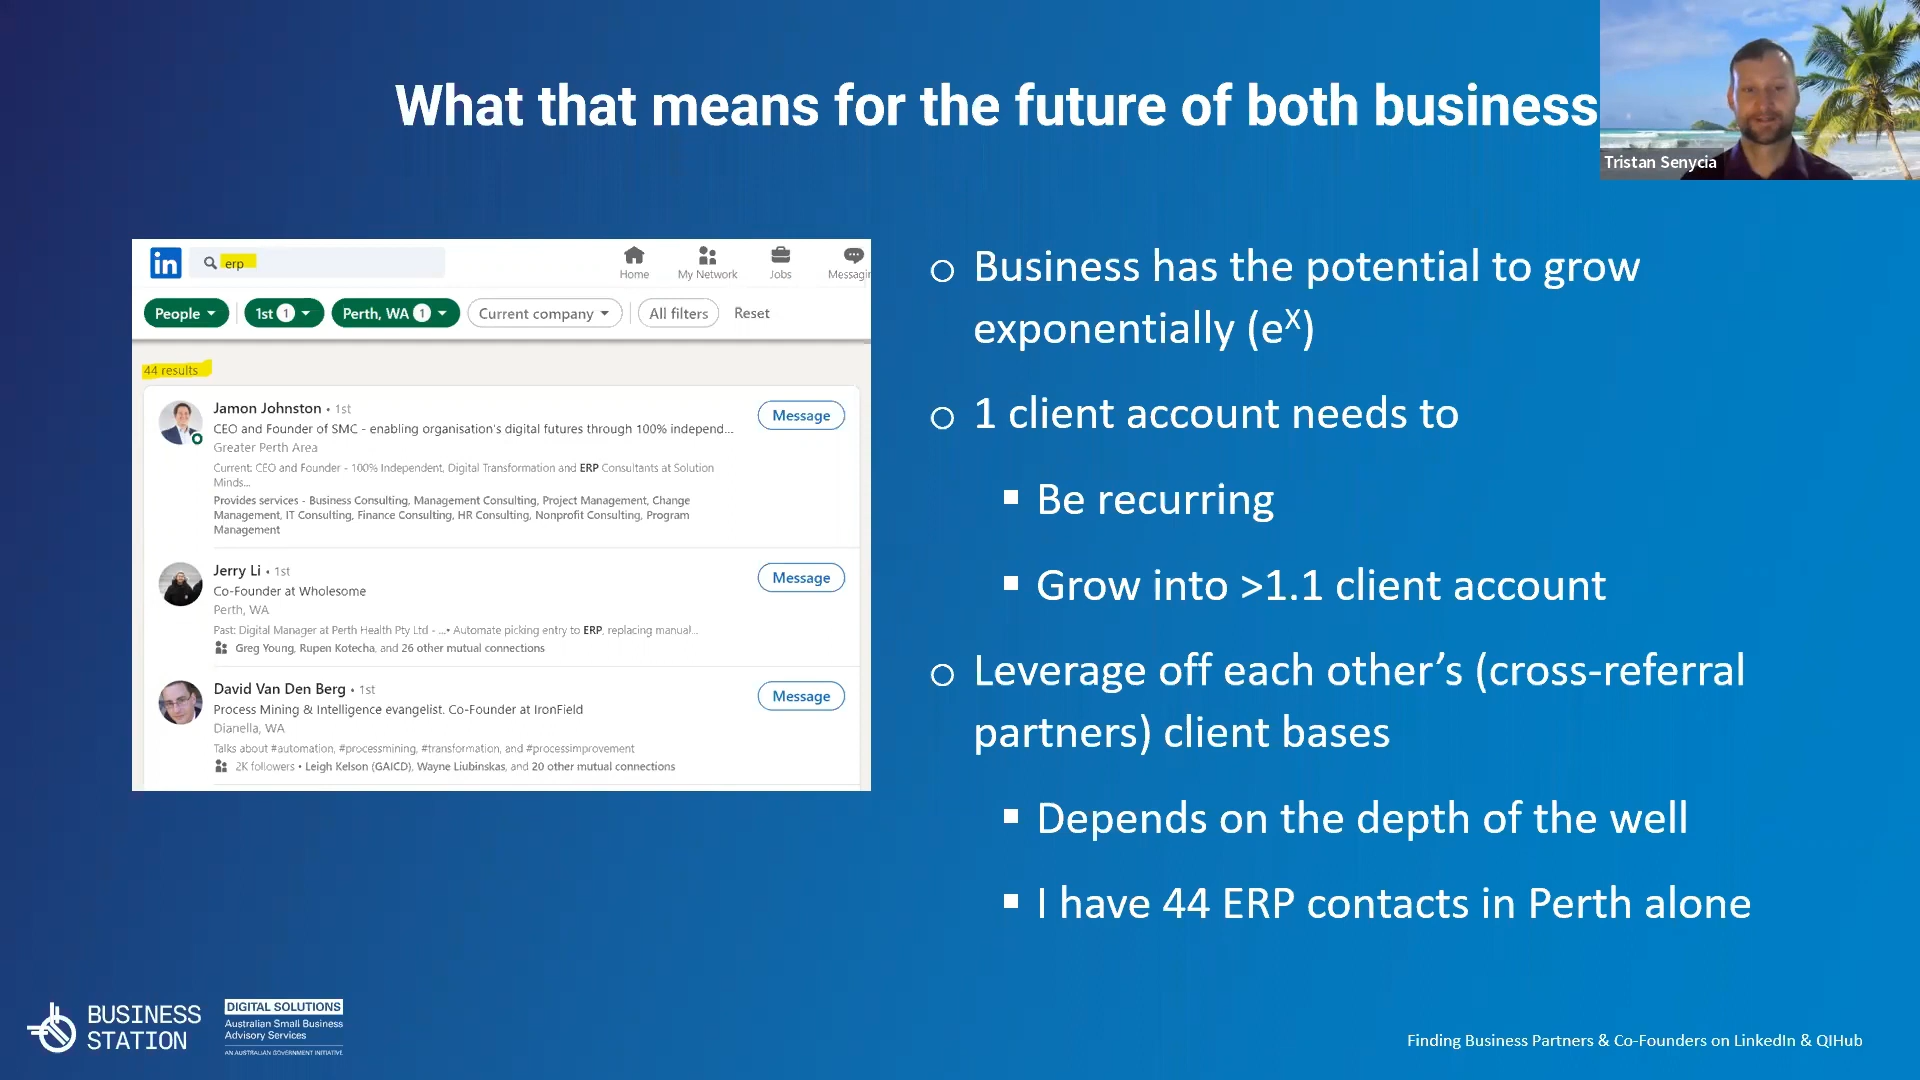 What that means for the future of both business
Tristan Senycia
erp
Home
My Network
Jobs
Messagin
People
1st 1
Perth, WA 1
Current company
All filters
Reset
44 results
Jamon Johnston • 1st
CEO and Founder of SMC - enabling organisation's digital futures through 100% independ...
Greater Perth Area
Current: CEO and Founder - 100% Independent, Digital Transformation and ERP Consultants at Solution
Minds...
Provides services - Business Consulting, Management Consulting, Project Management, Change
Management, IT Consulting, Finance Consulting, HR Consulting, Nonprofit Consulting, Program
Management
Message
Jerry Li • 1st
Co-Founder at Wholesome
Perth, WA
Past: Digital Manager at Perth Health Pty Ltd - ...• Automate picking entry to ERP, replacing manual...
Greg Young, Rupen Kotecha, and 26 other mutual connections
Message
David Van Den Berg • 1st
Process Mining & Intelligence evangelist. Co-Founder at IronField
Dianella, WA
Talks about #automation, #processmining, #transformation, and #processimprovement
2K followers • Leigh Kelson (GAICD), Wayne Liubinskas, and 20 other mutual connections
Message
Business has the potential to grow
exponentially (eX)
1 client account needs to
Be recurring
Grow into >1.1 client account
Leverage off each other’s (cross-referral
partners) client bases
Depends on the depth of the well
I have 44 ERP contacts in Perth alone
BUSINESS
STATION
DIGITAL SOLUTIONS
Australian Small Business
Advisory Services
AN AUSTRALIAN GOVERNMENT INITIATIVE
Finding Business Partners & Co-Founders on LinkedIn & QIHub